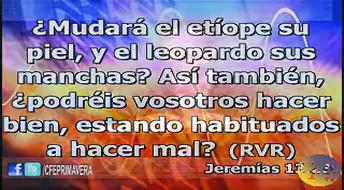 ¿Mudará el etíope su
piel, y el leopardo sus
manchas? Así también,
¿podréis vosotros hacer
bien, estando habituados
a hacer mal? (RVR)
Jeremías
/CFEPRIMAVERA